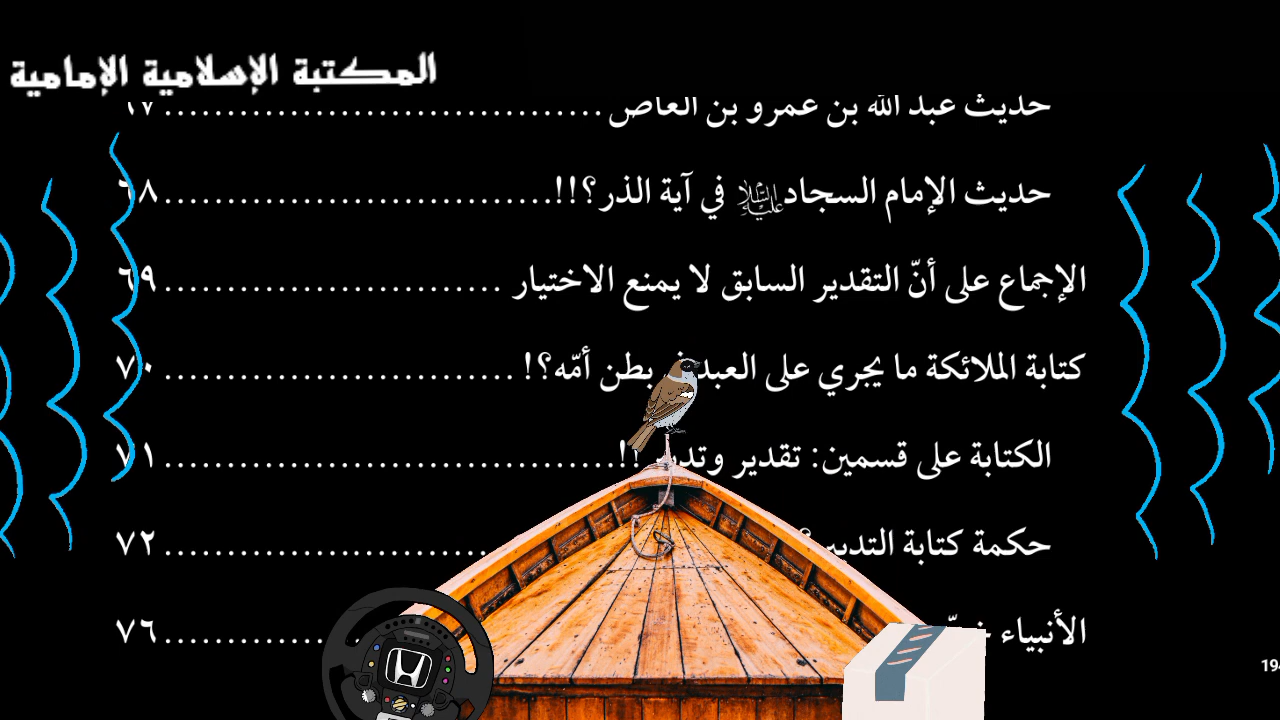 المكتبة الإسلامية الإمامية
حديث عبد الله بن عمرو بن العاص ................................... ٦٧
حديث الإمام السجاد عليه السلام في آية الذر؟!! ............................... ٦٨
الإجماع على أنّ التقدير السابق لا يمنع الاختيار ........................... ٦٩
كتابة الملائكة ما يجري على العبد بطن أمّه؟! ............................ ٧٠
الكتابة على قسمين: تقدير !! .................................... ٧١
حكمة كتابة التدبير .......................... ٧٢
الأنبياء ............. ٧٦